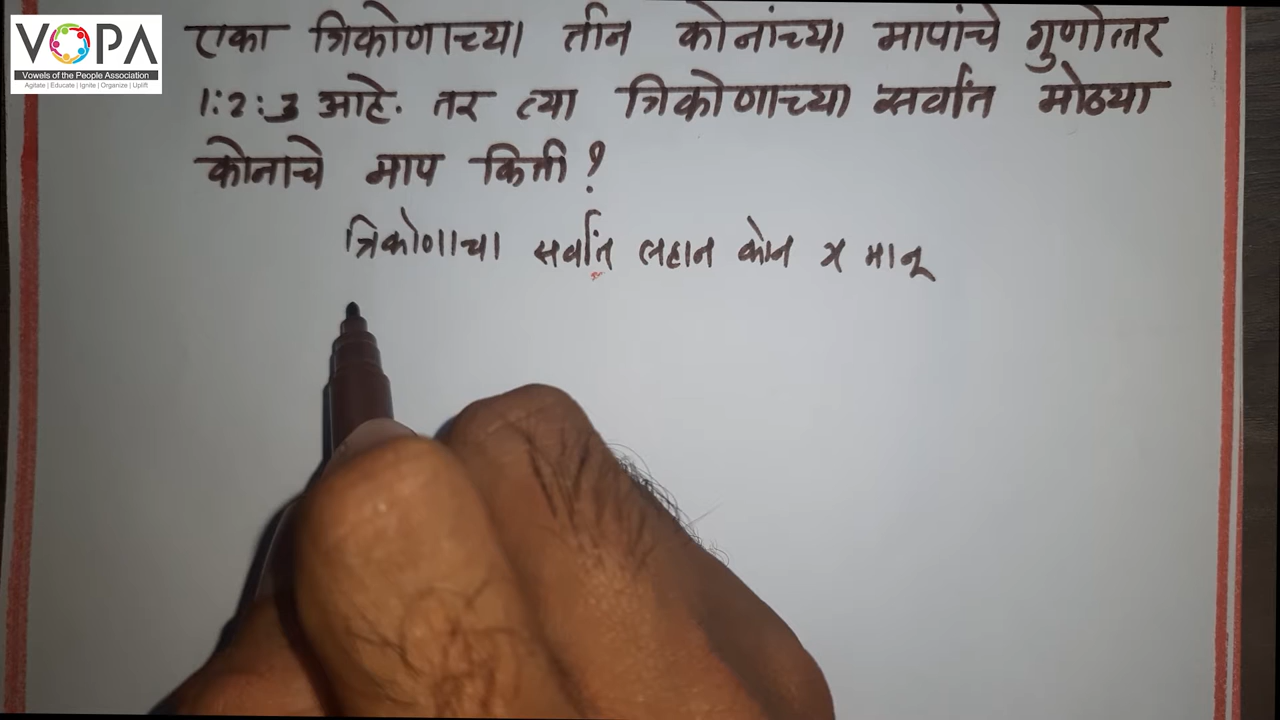 VOPA
Vowels of the People Association
Agitate | Educate | Ignite | Organize | Uplift
एका त्रिकोणाच्या तीन कोनांच्या मापांचे गुणोत्तर
1:2:3 आहे. तर त्या त्रिकोणाच्या सर्वात मोठ्या
कोनाचे माप किती?
त्रिकोणाचा सर्वात लहान कोन x मानू